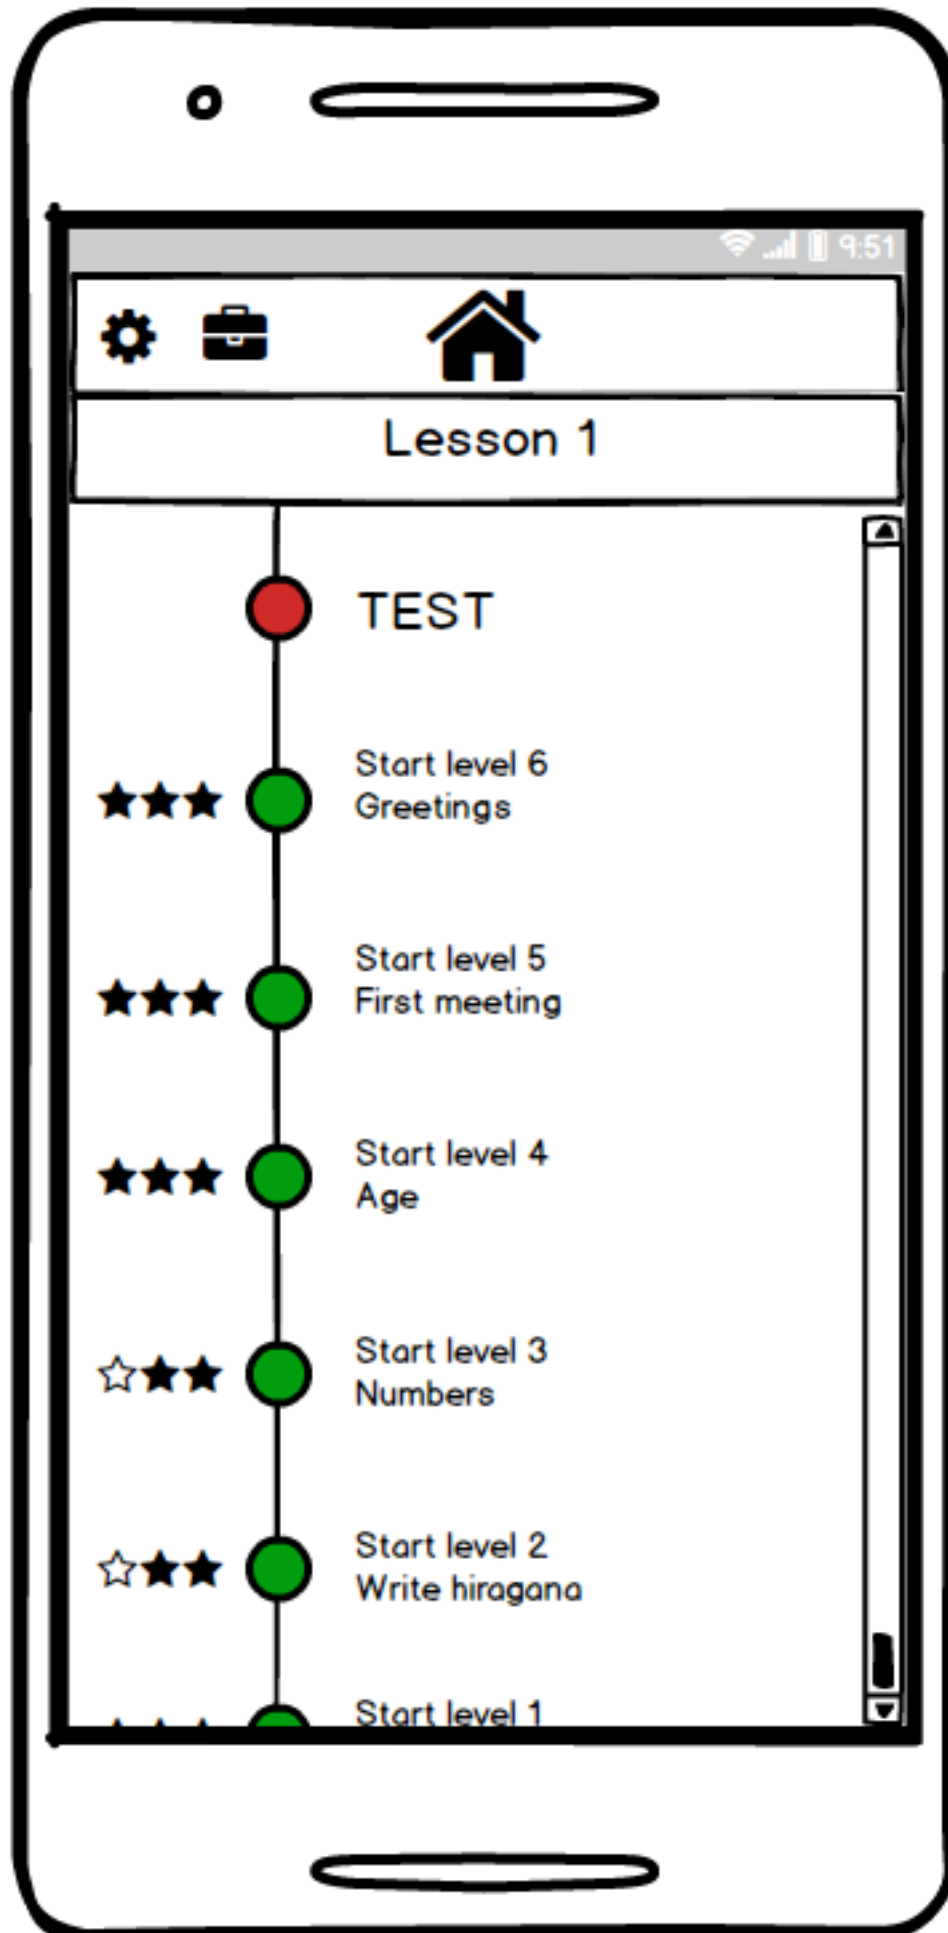 9:51
Lesson 1
TEST
Start level 6
Greetings
Start level 5
First meeting
Start level 4
Age
Start level 3
Numbers
Start level 2
Write hiragana
Start level 1